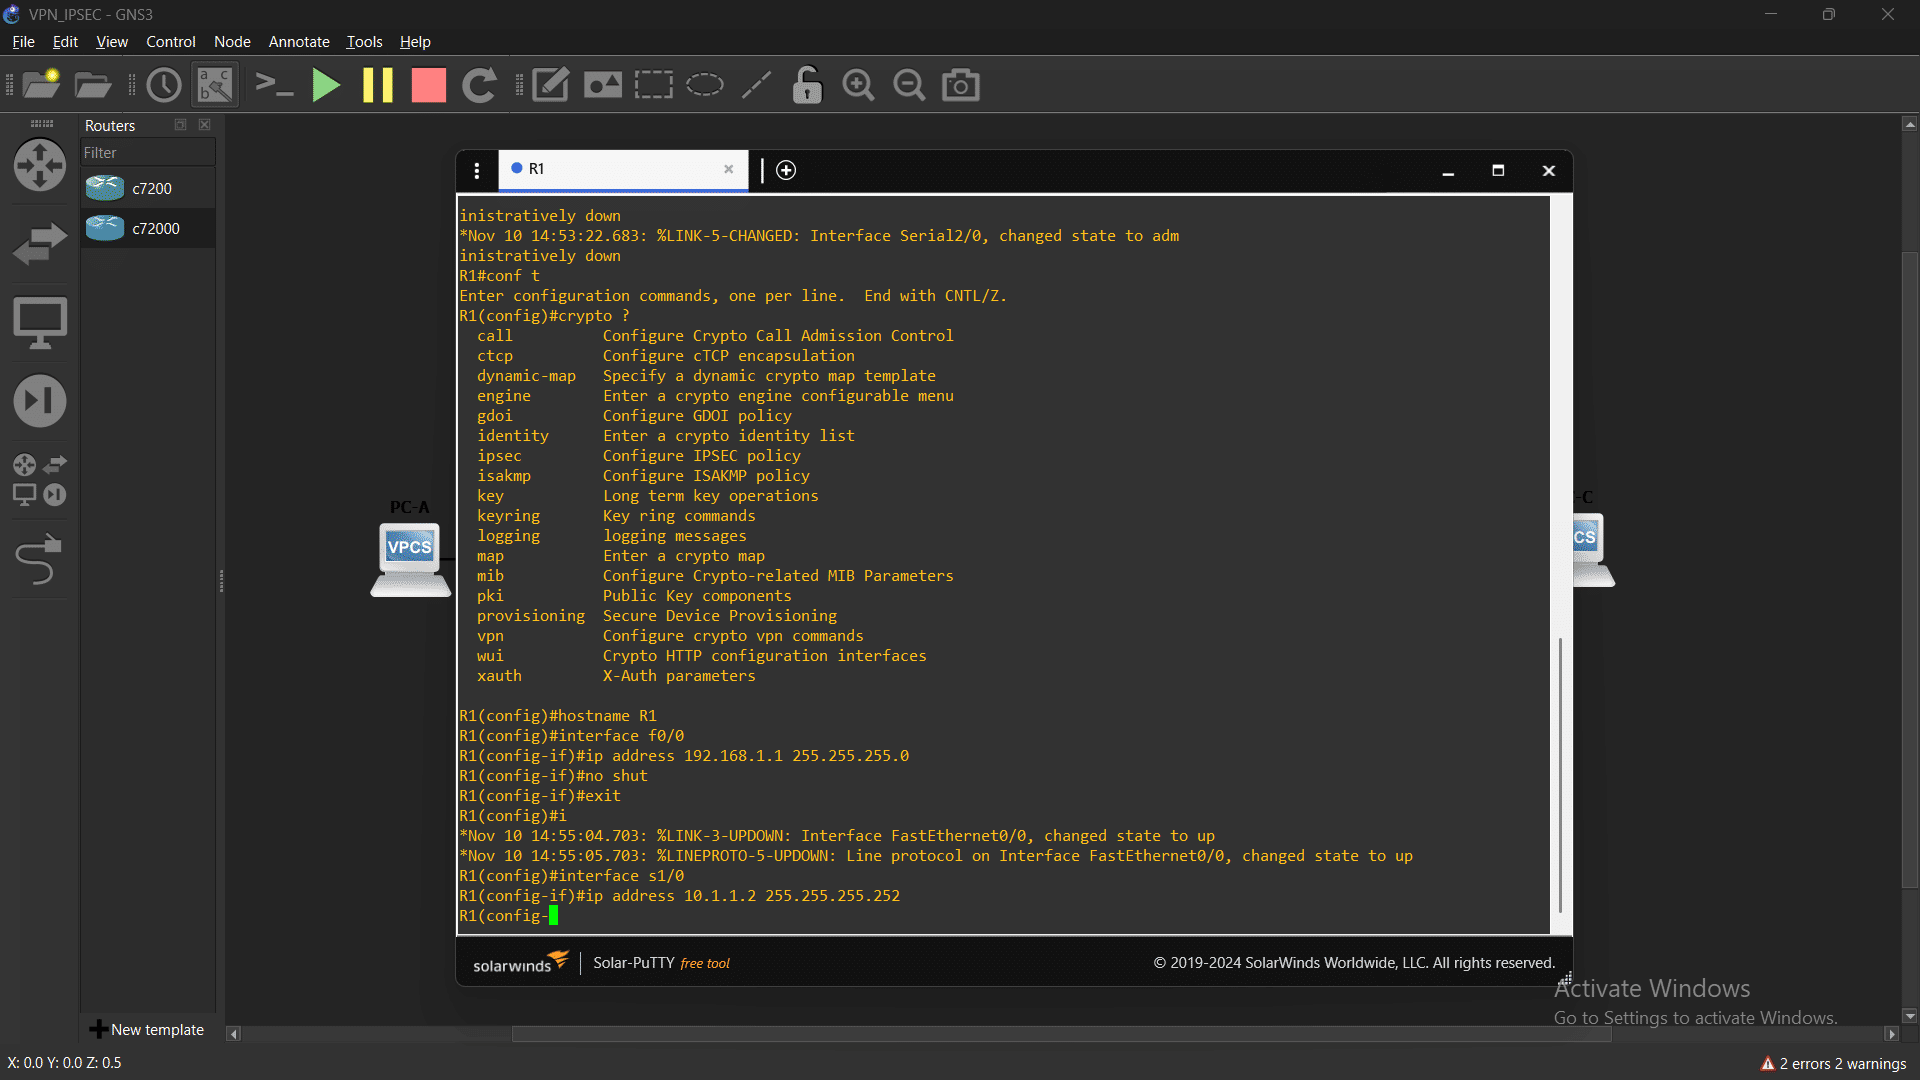 VPN_IPSEC - GNS3
File Edit View Control Node Annotate Tools Help
a c
b
Routers
Filter
c7200
c72000
New template
PC-A
VPCS
-C
CS
R1
inistratively down
*Nov 10 14:53:22.683: %LINK-5-CHANGED: Interface Serial2/0, changed state to adm
inistratively down
R1#conf t
Enter configuration commands, one per line.  End with CNTL/Z.
R1(config)#crypto ?
call Configure Crypto Call Admission Control
ctcp Configure cTCP encapsulation
dynamic-map Specify a dynamic crypto map template
engine Enter a crypto engine configurable menu
gdoi Configure GDOI policy
identity Enter a crypto identity list
ipsec Configure IPSEC policy
isakmp Configure ISAKMP policy
key Long term key operations
keyring Key ring commands
logging logging messages
map Enter a crypto map
mib Configure Crypto-related MIB Parameters
pki Public Key components
provisioning Secure Device Provisioning
vpn Configure crypto vpn commands
wui Crypto HTTP configuration interfaces
xauth X-Auth parameters
R1(config)#hostname R1
R1(config)#interface f0/0
R1(config-if)#ip address 192.168.1.1 255.255.255.0
R1(config-if)#no shut
R1(config-if)#exit
R1(config)#i
*Nov 10 14:55:04.703: %LINK-3-UPDOWN: Interface FastEthernet0/0, changed state to up
*Nov 10 14:55:05.703: %LINEPROTO-5-UPDOWN: Line protocol on Interface FastEthernet0/0, changed state to up
R1(config)#interface s1/0
R1(config-if)#ip address 10.1.1.2 255.255.255.252
R1(config-
solarwinds Solar-PuTTY free tool
© 2019-2024 SolarWinds Worldwide, LLC. All rights reserved.
Activate Windows
Go to Settings to activate Windows.
X: 0.0 Y: 0.0 Z: 0.5
2 errors 2 warnings